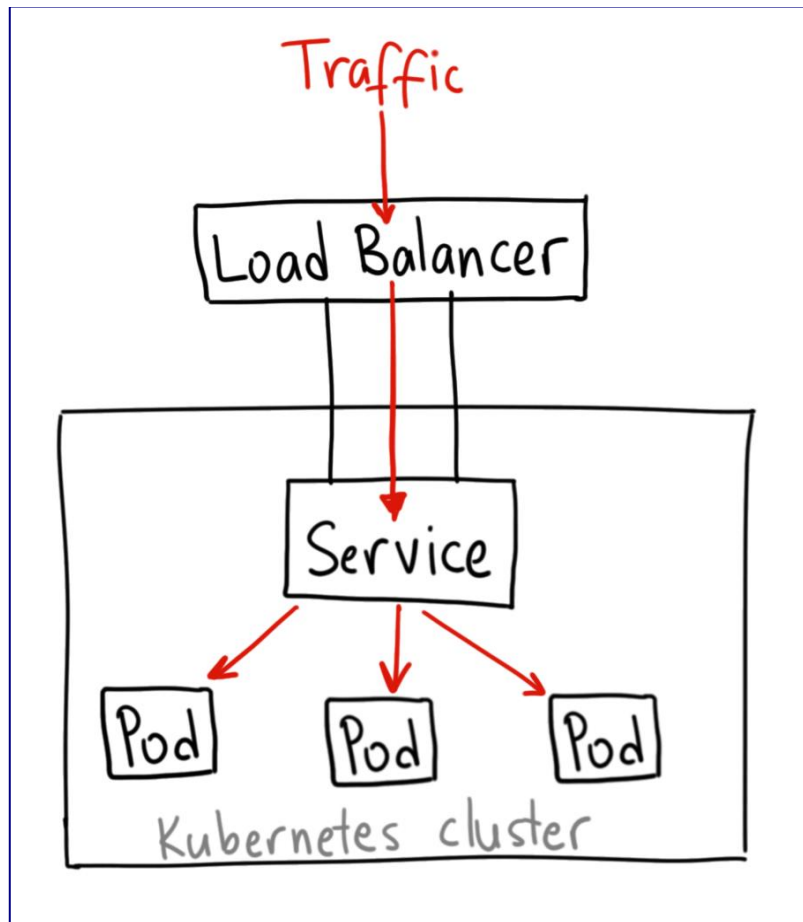 Traffic
Load Balancer
Service
Pod
Pod
Pod
Kubernetes cluster